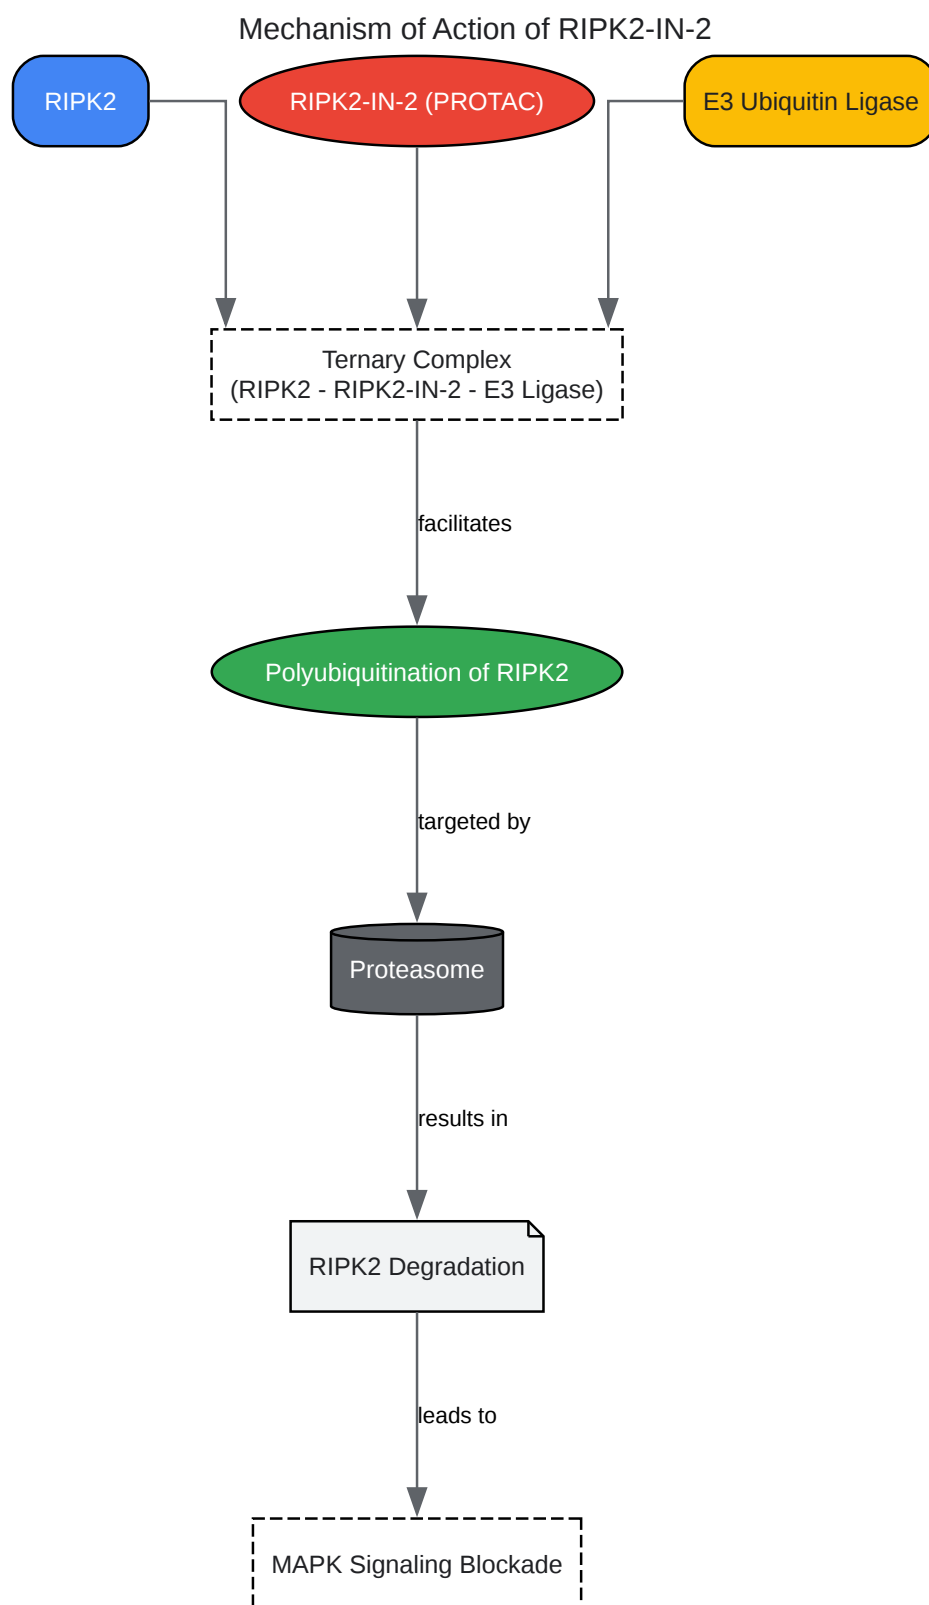 Mechanism of Action of RIPK2-IN-2
RIPK2
RIPK2-IN-2 (PROTAC)
E3 Ubiquitin Ligase
Ternary Complex
(RIPK2 - RIPK2-IN-2 - E3 Ligase)
facilitates
Polyubiquitination of RIPK2
targeted by
Proteasome
results in
RIPK2 Degradation
leads to
MAPK Signaling Blockade